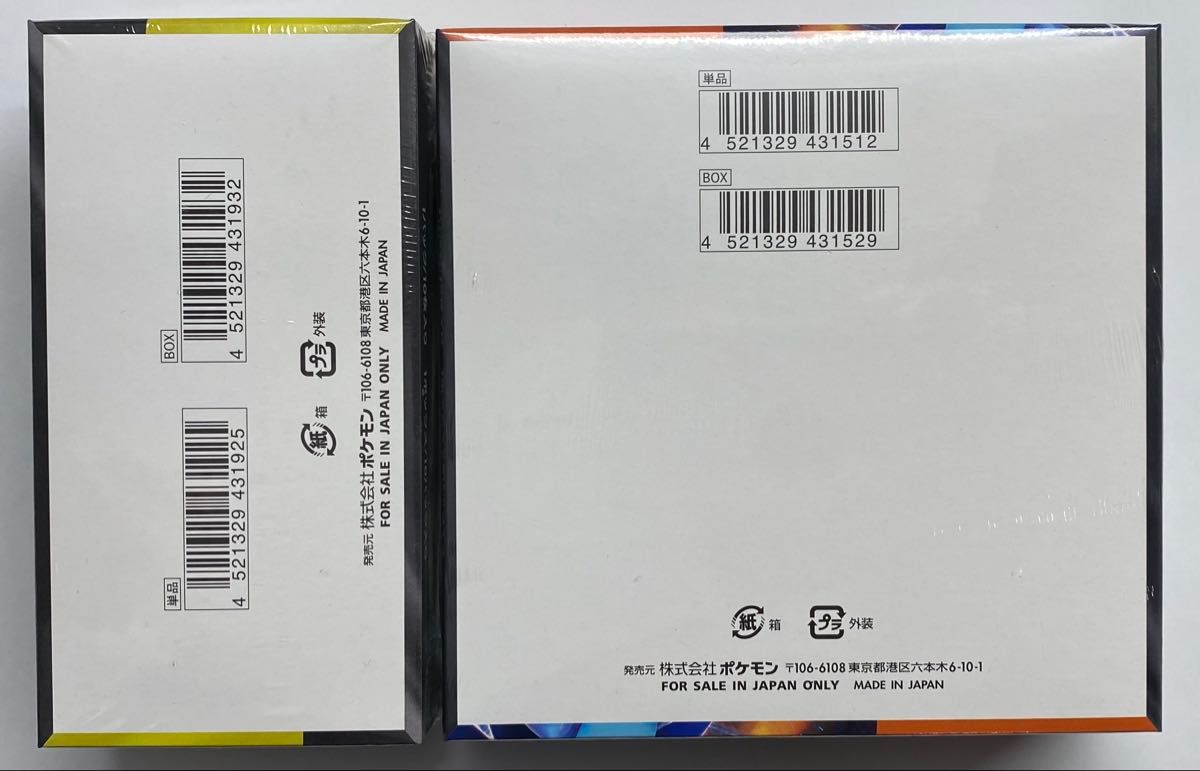 BOX
4 521329 431932
単品
4 521329 431925
紙 箱
プラ 外装
発売元 株式会社 ポケモン 〒106-6108 東京都港区六本木6-10-1
FOR SALE IN JAPAN ONLY MADE IN JAPAN
単品
4 521329 431512
BOX
4 521329 431529
紙 箱 プラ 外装
発売元 株式会社 ポケモン 〒106-6108 東京都港区六本木6-10-1
FOR SALE IN JAPAN ONLY MADE IN JAPAN